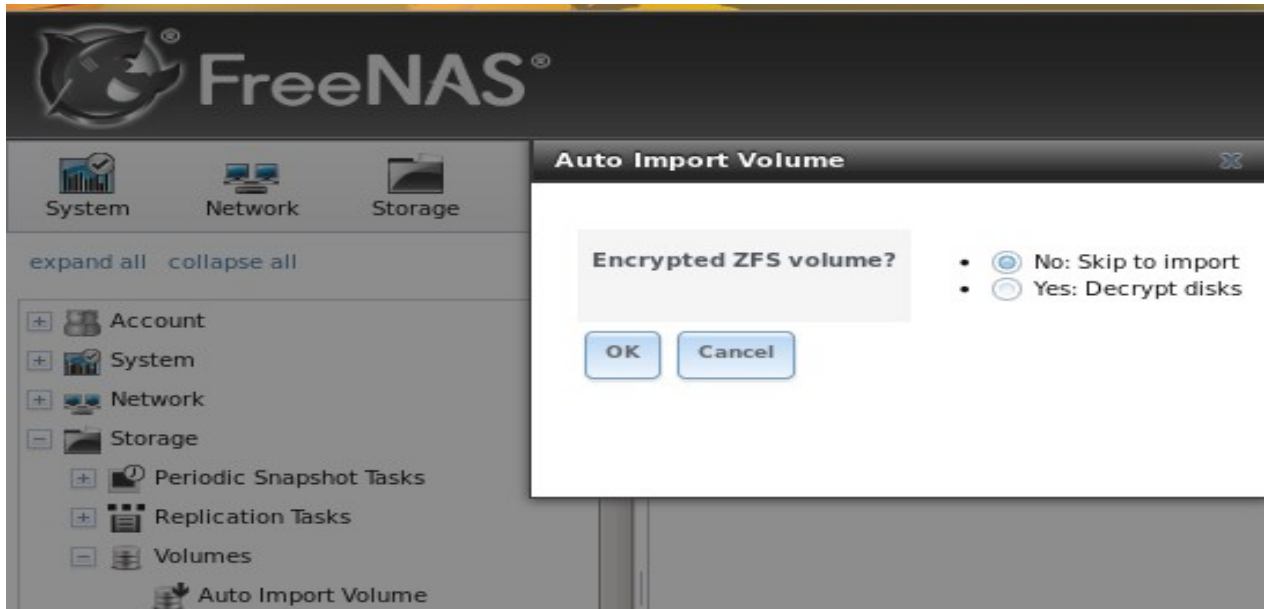 FreeNAS®
System Network Storage
expand all collapse all
Account
System
Network
Storage
Periodic Snapshot Tasks
Replication Tasks
Volumes
Auto Import Volume
Auto Import Volume
Encrypted ZFS volume?
No: Skip to import
Yes: Decrypt disks
OK Cancel